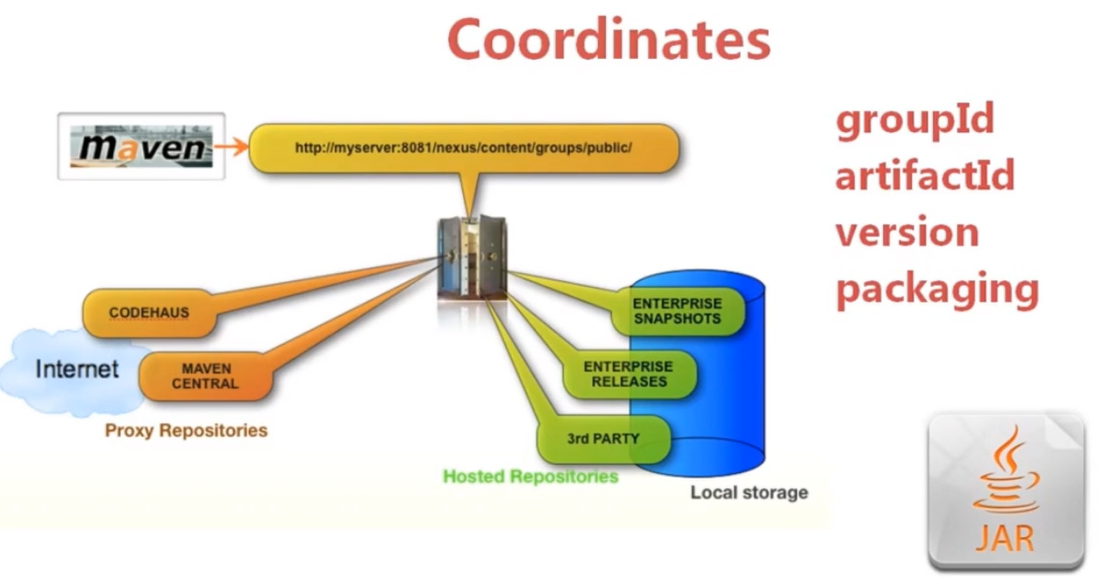 Coordinates
maven
http://myserver:8081/nexus/content/groups/public/
groupId
artifactId
version
packaging
CODEHAUS
Internet
MAVEN
CENTRAL
Proxy Repositories
ENTERPRISE
SNAPSHOTS
ENTERPRISE
RELEASES
3rd PARTY
Hosted Repositories
Local storage
JAR